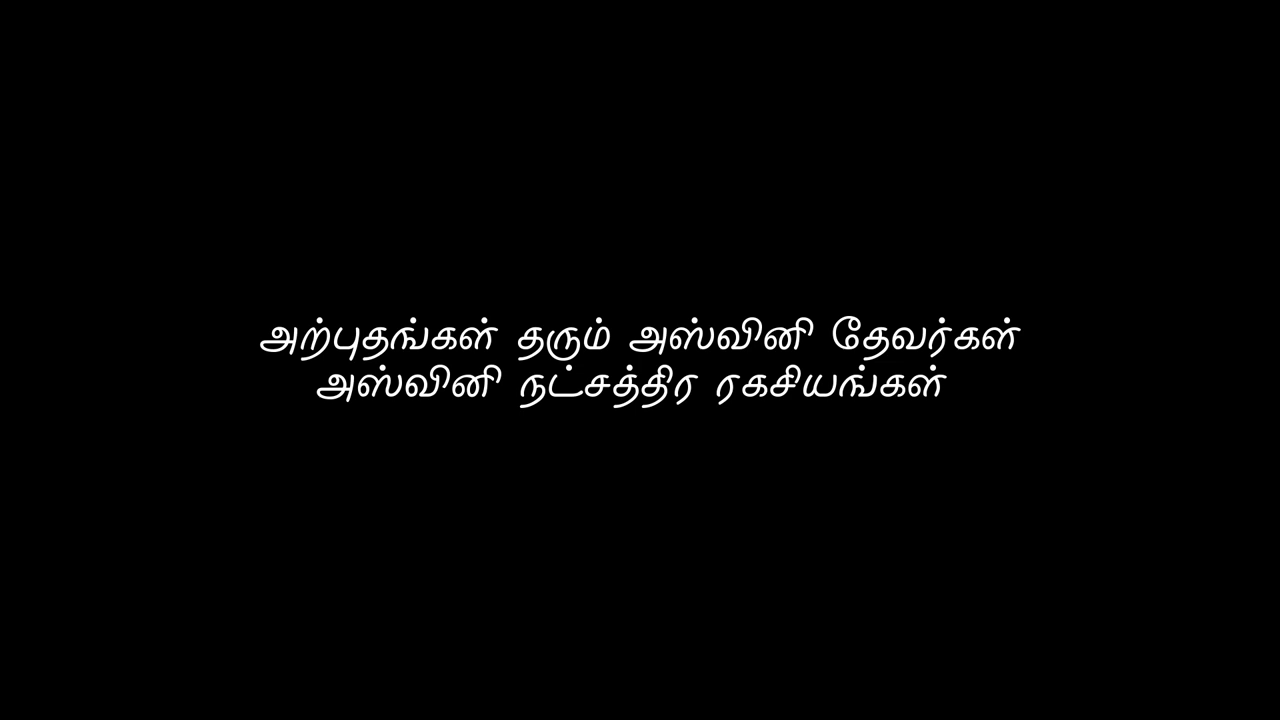 அற்புதங்கள் தரும் அஸ்வினி தேவர்கள்
அஸ்வினி நட்சத்திர ரகசியங்கள்